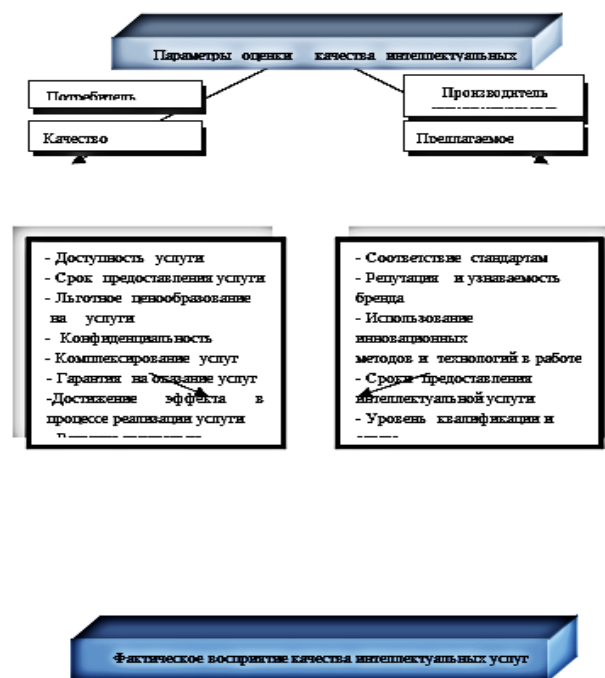 Параметры оценки качества интеллектуальных
Потребитель
Производитель
Качество
Предлагаемое
- Доступность услуги
- Срок предоставления услуги
- Льготное ценообразование
на услуги
- Конфиденциальность
- Комплексирование услуг
- Гарантия на оказание услуг
-Достижение эффекта в
процессе реализации услуги
- Соответствие стандартам
- Репутация и узнаваемость
бренда
- Использование
инновационных
методов и технологий в работе
- Сроки предоставления
интеллектуальной услуги
- Уровень квалификации и
Фактическое восприятие качества интеллектуальных услуг